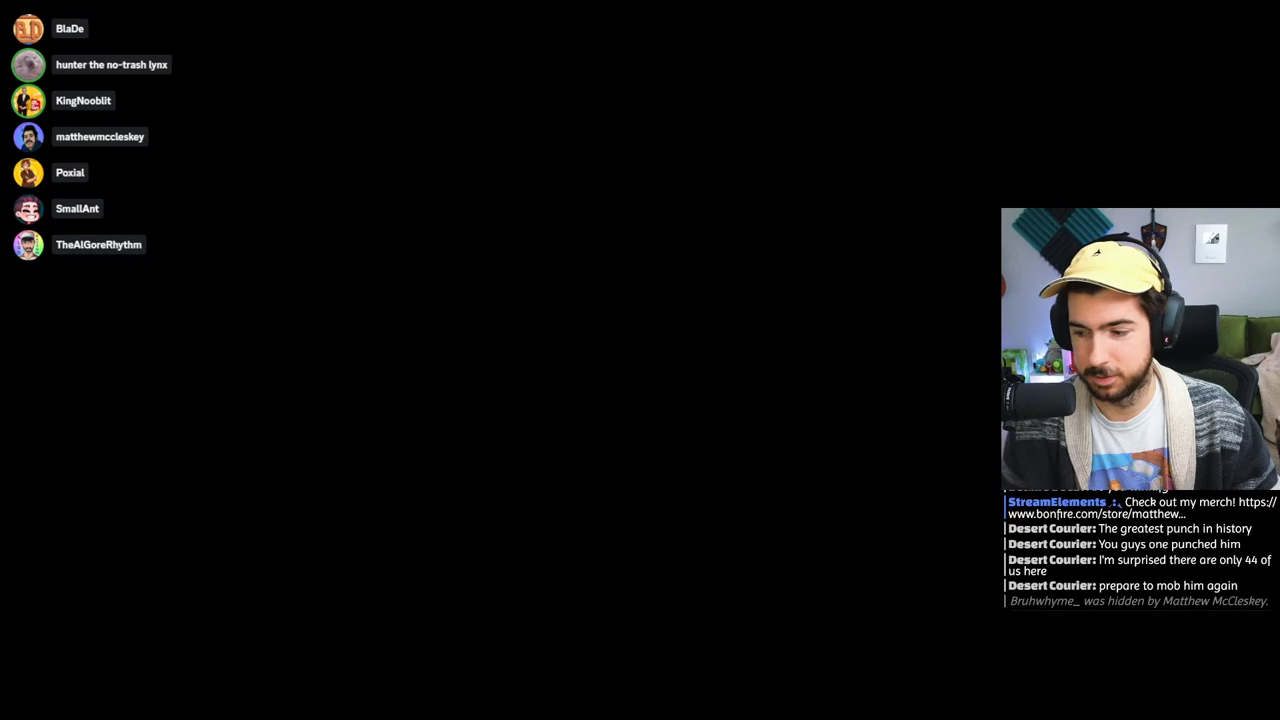 BlaDe
hunter the no-trash lynx
KingNooblit
matthewmccleskey
Poxial
SmallAnt
TheAlGoreRhythm
StreamElements : Check out my merch! https://
www.bonfire.com/store/matthew...
Desert Courier: The greatest punch in history
Desert Courier: You guys one punched him
Desert Courier: I'm surprised there are only 44 of
us here
Desert Courier: prepare to mob him again
Bruhwhyme_ was hidden by Matthew McCleskey.